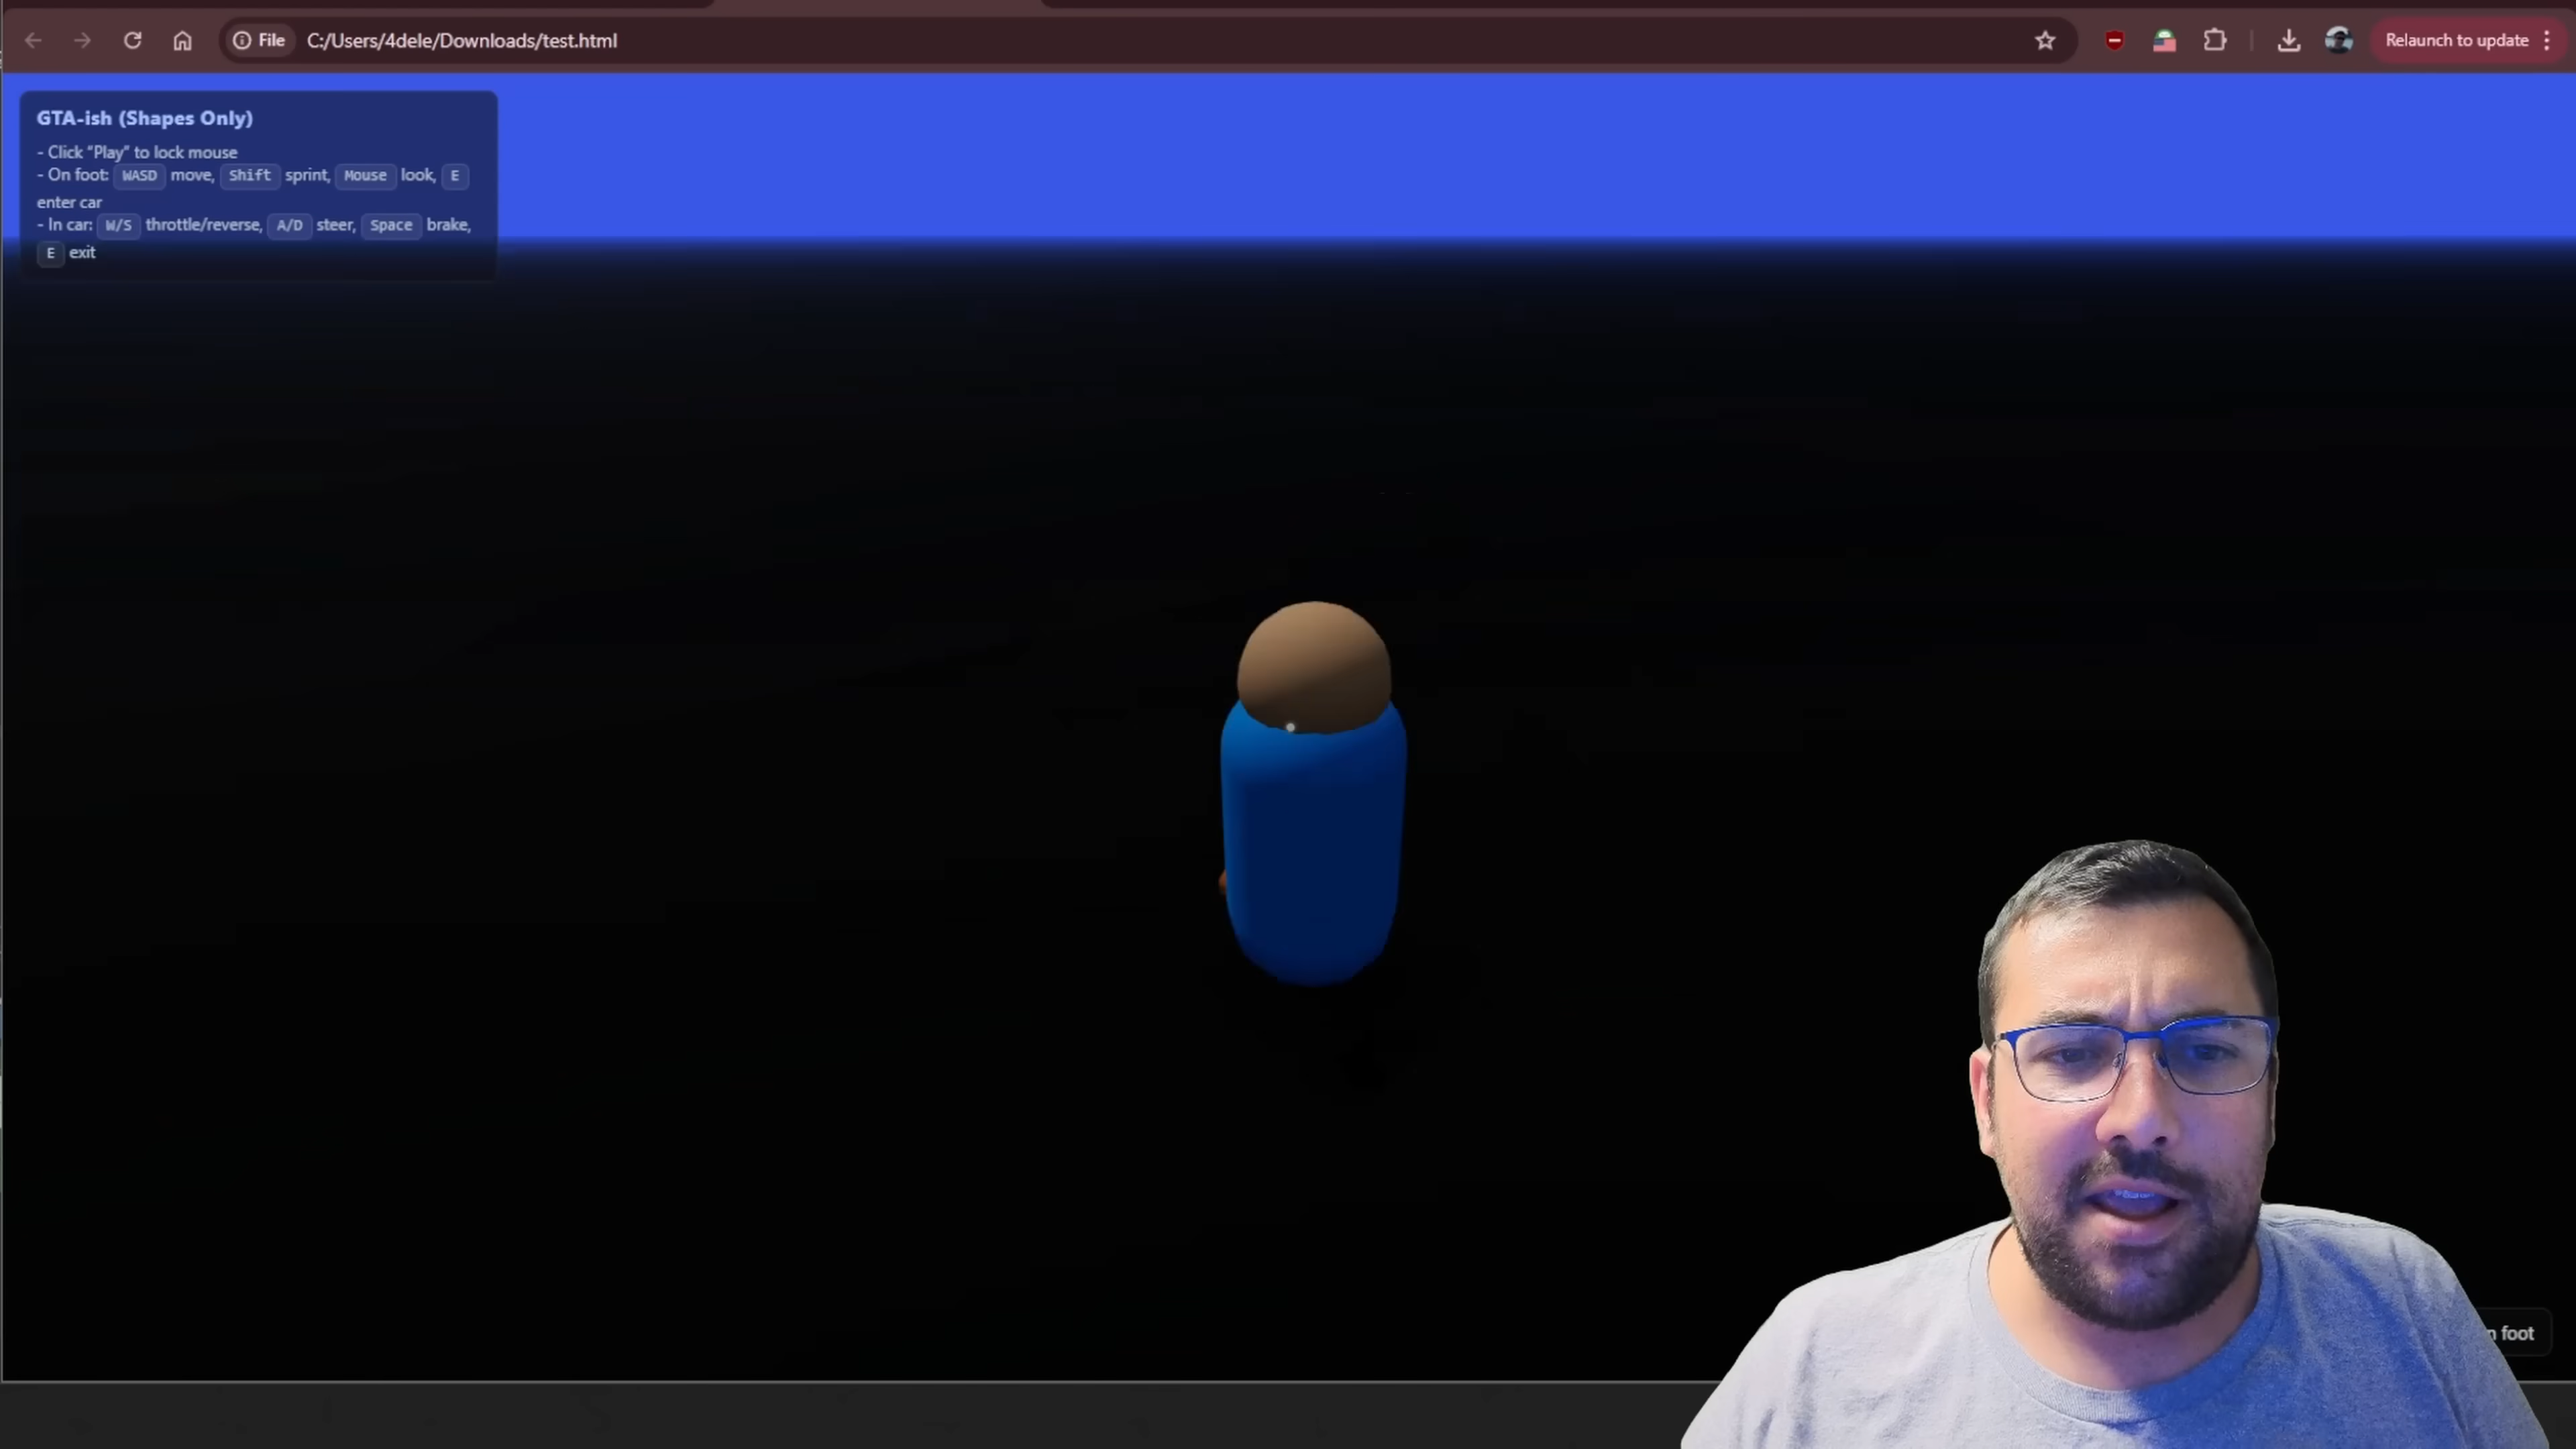 File C:/Users/4dele/Downloads/test.html
Relaunch to update
GTA-ish (Shapes Only)
- Click “Play” to lock mouse
- On foot: WASD move, Shift sprint, Mouse look, E
enter car
- In car: W/S throttle/reverse, A/D steer, Space brake,
E exit
foot